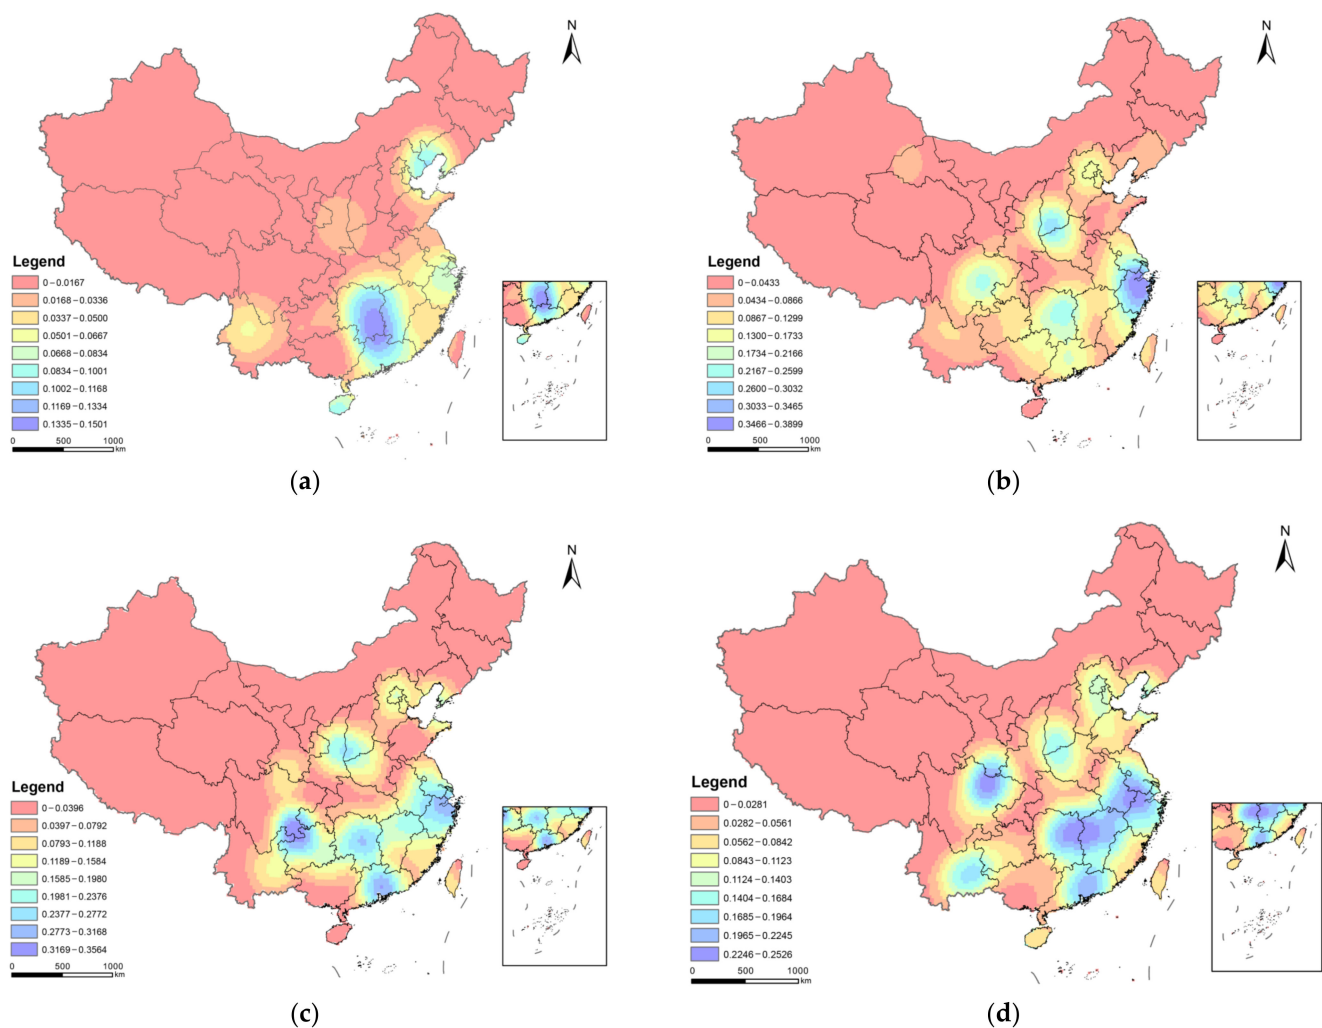 N
Legend
0–0.0167
0.0168–0.0336
0.0337–0.0500
0.0501–0.0667
0.0668–0.0834
0.0834–0.1001
0.1002–0.1168
0.1169–0.1334
0.1335–0.1501
0 500 1000
km
(a)
N
Legend
0–0.0433
0.0434–0.0866
0.0867–0.1299
0.1300–0.1733
0.1734–0.2166
0.2167–0.2599
0.2600–0.3032
0.3033–0.3465
0.3466–0.3899
0 500 1000
km
(b)
N
Legend
0–0.0396
0.0397–0.0792
0.0793–0.1188
0.1189–0.1584
0.1585–0.1980
0.1981–0.2376
0.2377–0.2772
0.2773–0.3168
0.3169–0.3564
0 500 1000
km
(c)
N
Legend
0–0.0281
0.0282–0.0561
0.0562–0.0842
0.0843–0.1123
0.1124–0.1403
0.1404–0.1684
0.1685–0.1964
0.1965–0.2245
0.2246–0.2526
0 500 1000
km
(d)